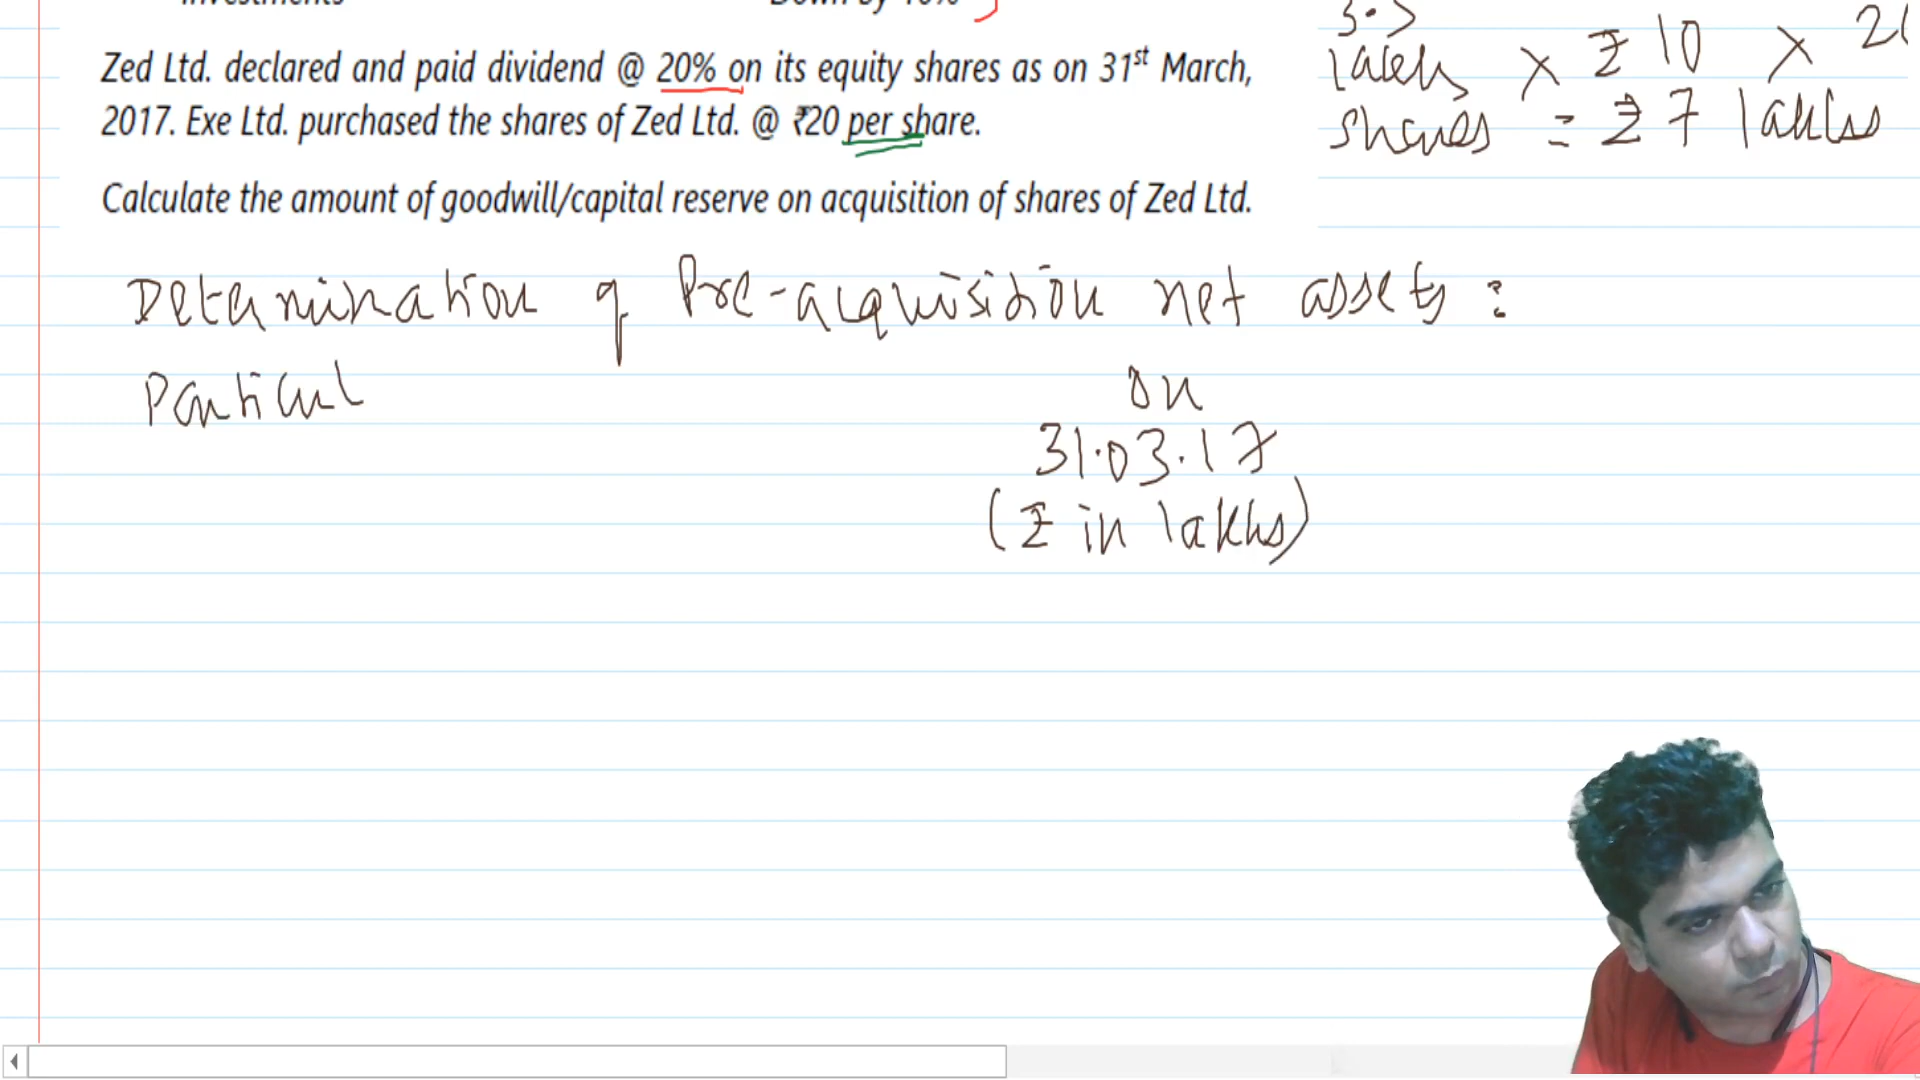 Zed Ltd. declared and paid dividend @ 20% on its equity shares as on 31st March,
2017. Exe Ltd. purchased the shares of Zed Ltd. @ ₹20 per share.
Calculate the amount of goodwill/capital reserve on acquisition of shares of Zed Ltd.
lakh × ₹ 10 ×
shares = ₹ 7 lakhs
Determination of Pre-acquisition net assets:
Particul
on
31.03.17
(₹ in lakhs)